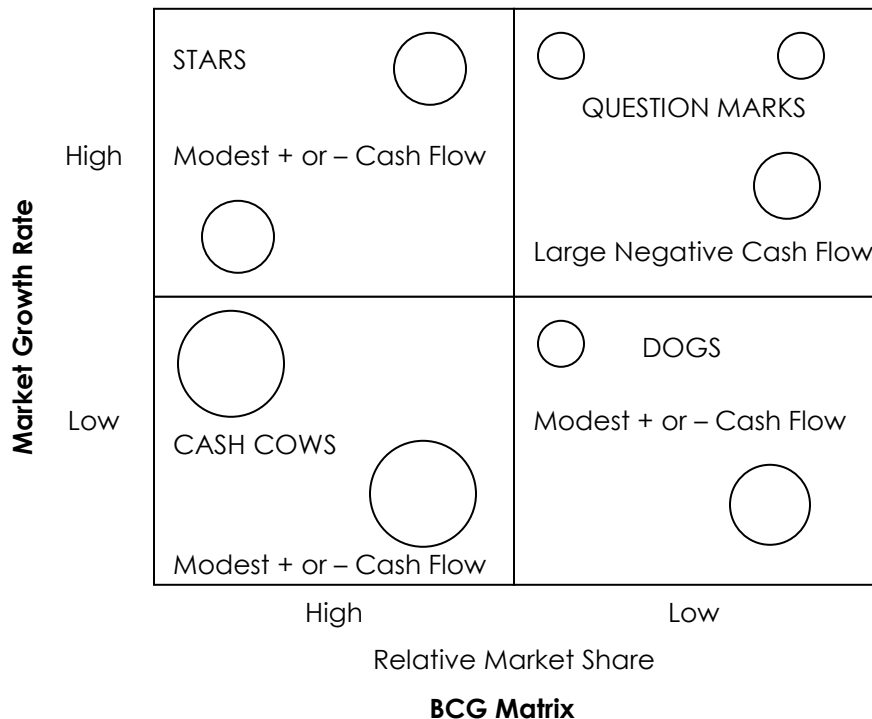 STARS
QUESTION MARKS
High
Modest + or – Cash Flow
Large Negative Cash Flow
Market Growth Rate
DOGS
Low
Modest + or – Cash Flow
CASH COWS
Modest + or – Cash Flow
High
Low
Relative Market Share
BCG Matrix